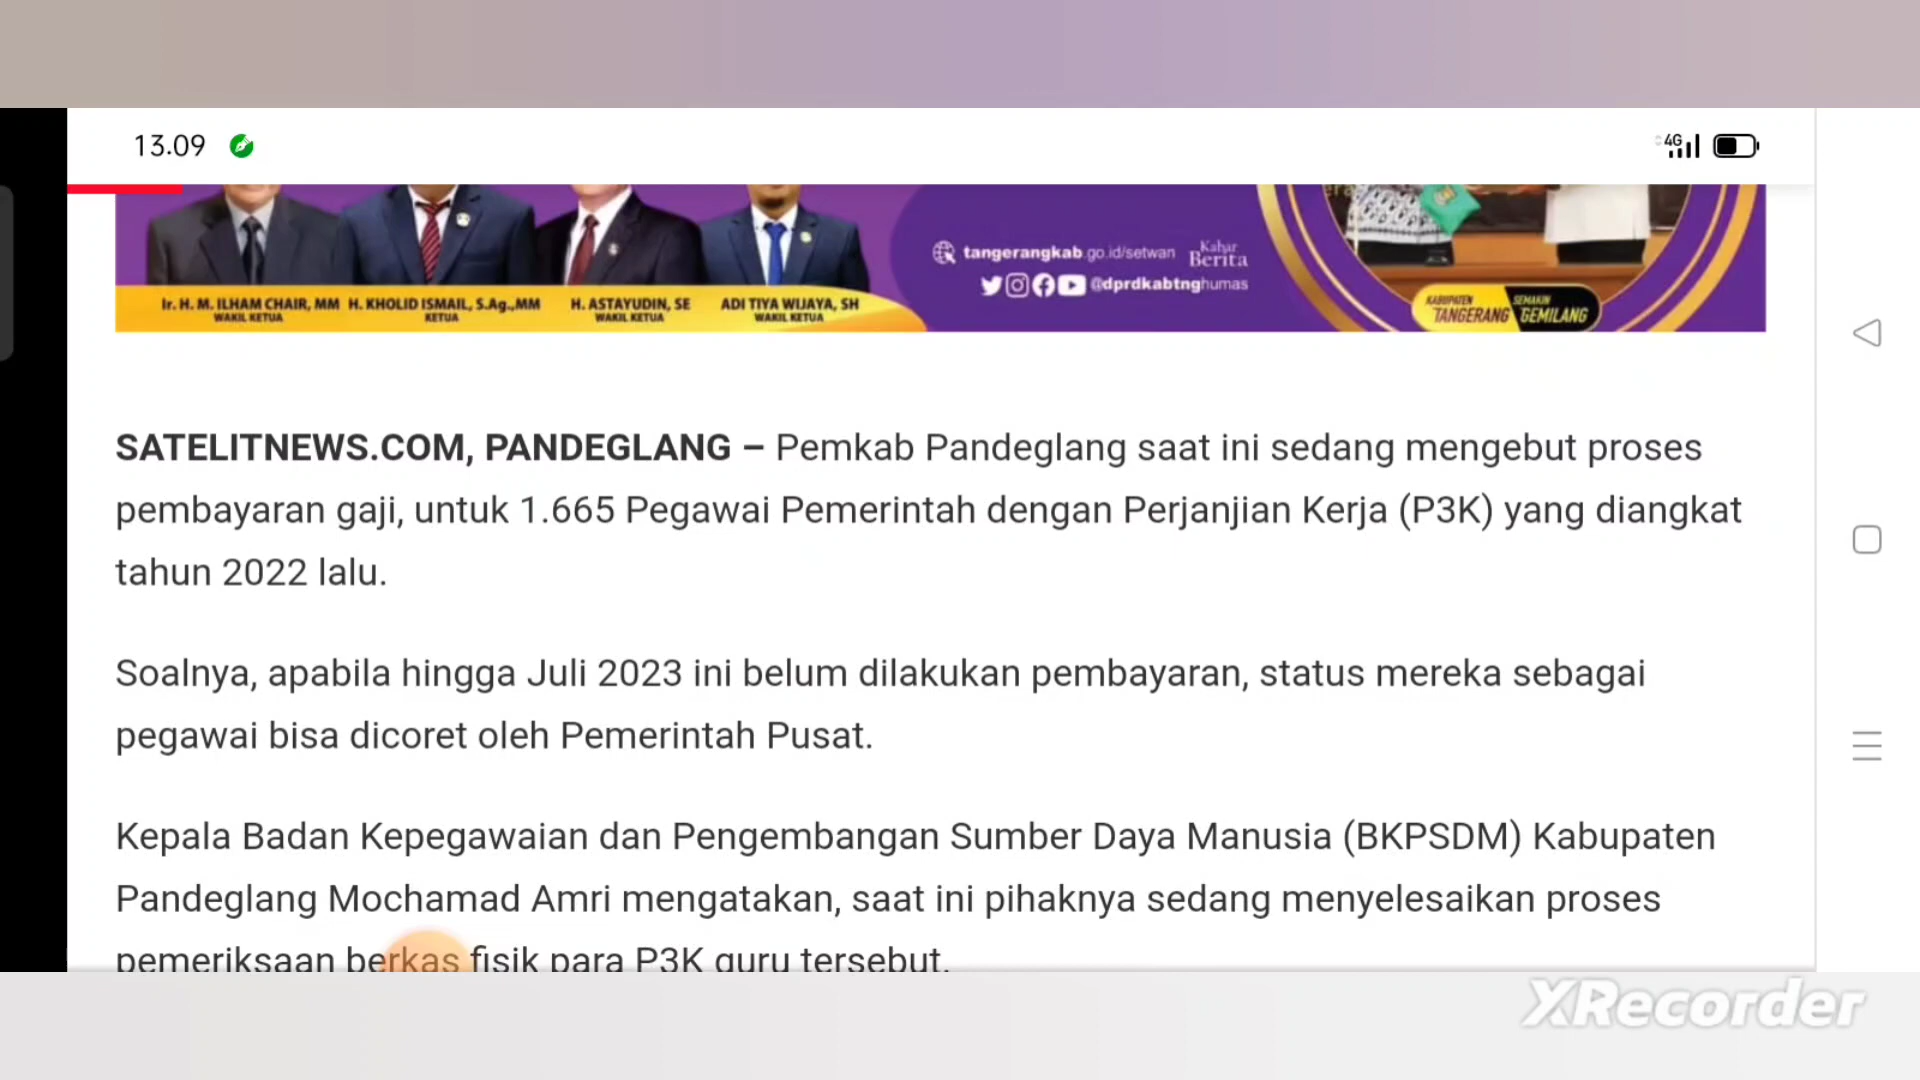 13.09
4G
tangerangkab.go.id/setwan
Kabar Berita
@dprdkabtnghumas
Ir. H. M. ILHAM CHAIR, MM
WAKIL KETUA
H. KHOLID ISMAIL, S.Ag.,MM
KETUA
H. ASTAYUDIN, SE
WAKIL KETUA
ADI TIYA WIJAYA, SH
WAKIL KETUA
KABUPATEN TANGERANG
SEMAKIN GEMILANG
SATELITNEWS.COM, PANDEGLANG – Pemkab Pandeglang saat ini sedang mengebut proses
pembayaran gaji, untuk 1.665 Pegawai Pemerintah dengan Perjanjian Kerja (P3K) yang diangkat
tahun 2022 lalu.
Soalnya, apabila hingga Juli 2023 ini belum dilakukan pembayaran, status mereka sebagai
pegawai bisa dicoret oleh Pemerintah Pusat.
Kepala Badan Kepegawaian dan Pengembangan Sumber Daya Manusia (BKPSDM) Kabupaten
Pandeglang Mochamad Amri mengatakan, saat ini pihaknya sedang menyelesaikan proses
pemeriksaan berkas fisik para P3K guru tersebut.
XRecorder